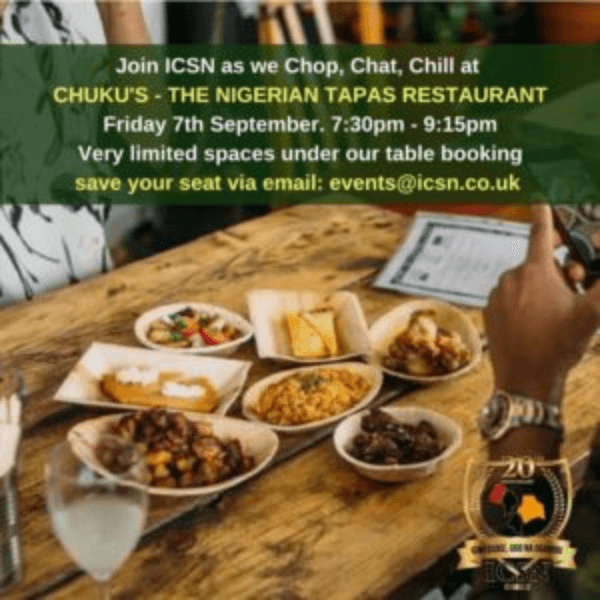 Join ICSN as we Chop, Chat, Chill at
CHUKU'S - THE NIGERIAN TAPAS RESTAURANT
Friday 7th September. 7:30pm - 9:15pm
Very limited spaces under our table booking
save your seat via email: events@icsn.co.uk
20
ICSN